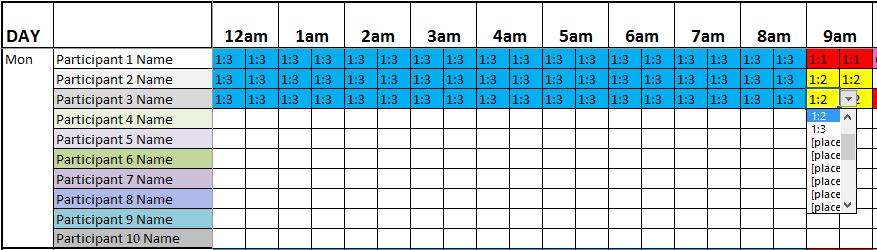 DAY 12am 1am 2am 3am 4am 5am 6am 7am 8am 9am
Mon Participant 1 Name 1:3 1:3 1:3 1:3 1:3 1:3 1:3 1:3 1:3 1:3 1:3 1:3 1:3 1:3 1:3 1:3 1:3 1:3 1:1 1:1
Participant 2 Name 1:3 1:3 1:3 1:3 1:3 1:3 1:3 1:3 1:3 1:3 1:3 1:3 1:3 1:3 1:3 1:3 1:3 1:3 1:2 1:2
Participant 3 Name 1:3 1:3 1:3 1:3 1:3 1:3 1:3 1:3 1:3 1:3 1:3 1:3 1:3 1:3 1:3 1:3 1:3 1:3 1:2 2
Participant 4 Name 1:2
Participant 5 Name 1:3
[place
Participant 6 Name [place
[place
Participant 7 Name [place
Participant 8 Name [place
[place
Participant 9 Name
Participant 10 Name